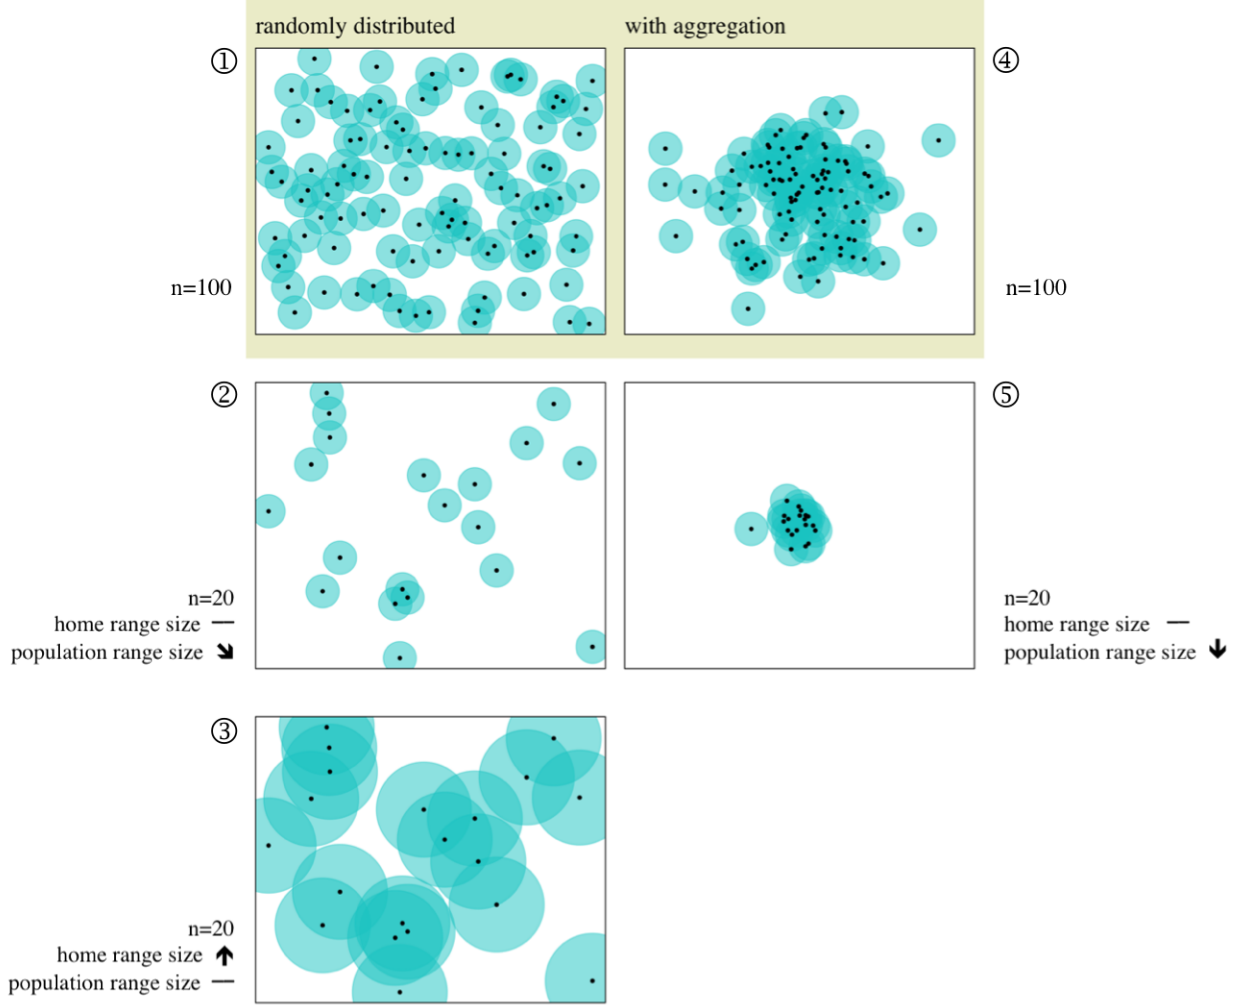 randomly distributed
with aggregation
①
④
n=100
n=100
②
⑤
n=20
home range size —
population range size ⬊
n=20
home range size —
population range size ⬇
③
n=20
home range size ⬆
population range size —